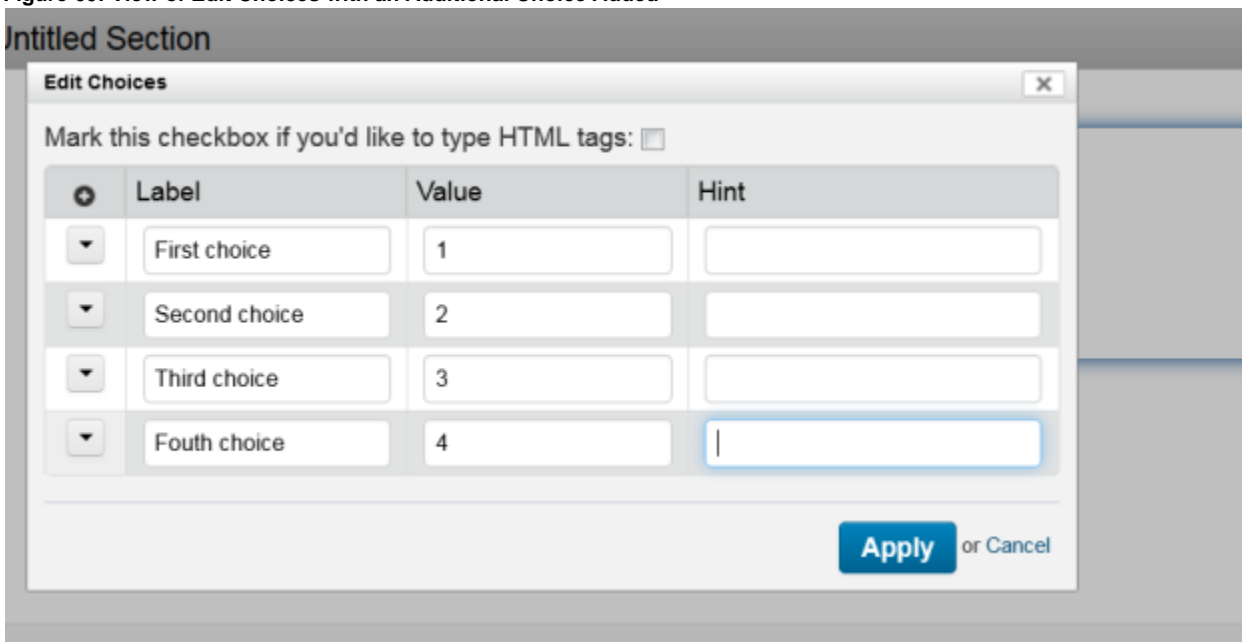 Untitled Section
Edit Choices
Mark this checkbox if you'd like to type HTML tags:
Label Value Hint
First choice 1
Second choice 2
Third choice 3
Fouth choice 4
Apply or Cancel